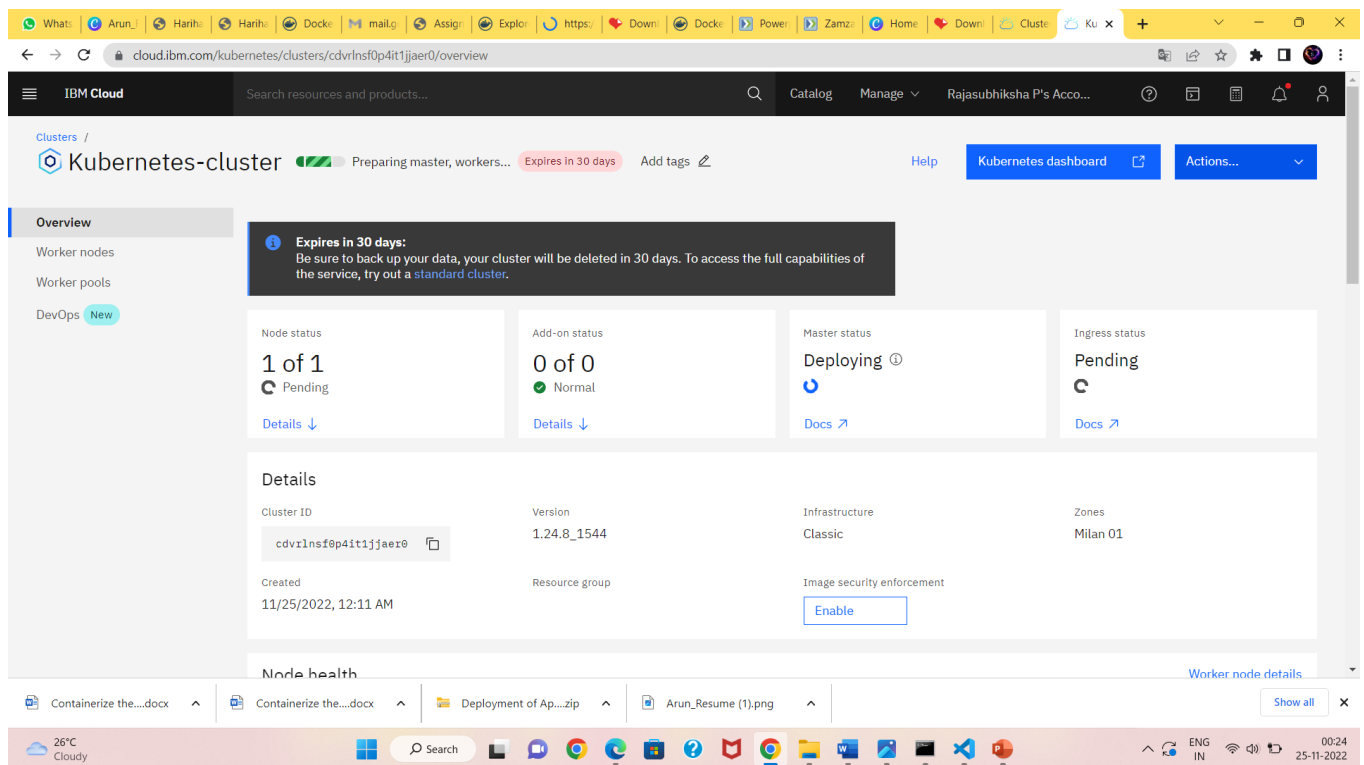 Whats
Arun_
Hariha
Hariha
Docke
mail.g
Assign
Explor
https:/
Downl
Docke
Power
Zamza
Home
Downl
Cluste
Ku
cloud.ibm.com/kubernetes/clusters/cdvrlnsf0p4it1jjaer0/overview
IBM Cloud
Search resources and products...
Catalog
Manage
Rajasubhiksha P's Acco...
Clusters /
Kubernetes-cluster
Preparing master, workers...
Expires in 30 days
Add tags
Help
Kubernetes dashboard
Actions...
Overview
Worker nodes
Worker pools
DevOps New
Expires in 30 days:
Be sure to back up your data, your cluster will be deleted in 30 days. To access the full capabilities of
the service, try out a standard cluster.
Node status
1 of 1
Pending
Details
Add-on status
0 of 0
Normal
Details
Master status
Deploying
Docs
Ingress status
Pending
Docs
Details
Cluster ID
cdvrlnsf0p4it1jjaer0
Version
1.24.8_1544
Infrastructure
Classic
Zones
Milan 01
Created
11/25/2022, 12:11 AM
Resource group
Image security enforcement
Enable
Node health
Worker node details
Containerize the....docx
Containerize the....docx
Deployment of Ap....zip
Arun_Resume (1).png
Show all
26°C
Cloudy
Search
ENG
IN
00:24
25-11-2022